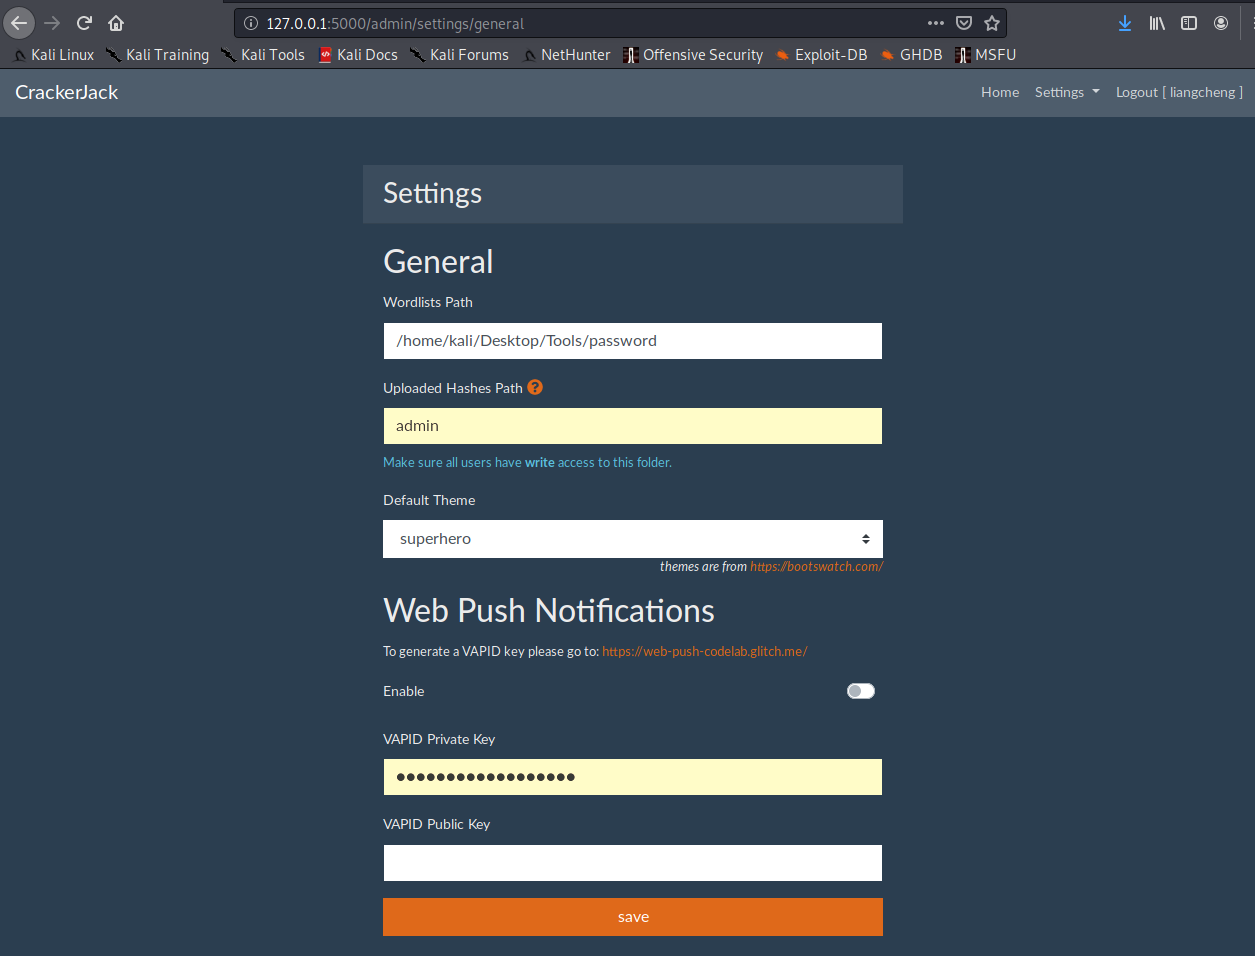 127.0.0.1:5000/admin/settings/general
Kali Linux Kali Training Kali Tools Kali Docs Kali Forums NetHunter Offensive Security Exploit-DB GHDB MSFU
CrackerJack Home Settings Logout [ liangcheng ]
Settings
General
Wordlists Path
/home/kali/Desktop/Tools/password
Uploaded Hashes Path ?
admin
Make sure all users have write access to this folder.
Default Theme
superhero
themes are from https://bootswatch.com/
Web Push Notifications
To generate a VAPID key please go to: https://web-push-codelab.glitch.me/
Enable
VAPID Private Key
••••••••••••••••••
VAPID Public Key
save